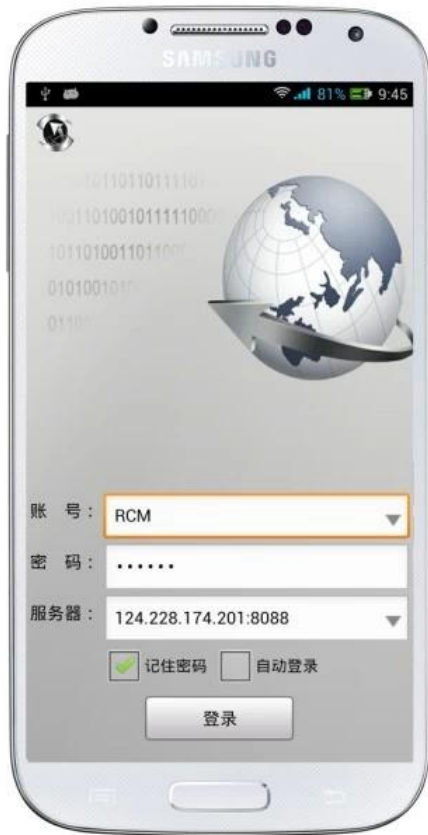 SAMSUNG
81% 9:45
账 号：
RCM
密 码：
••••••
服务器：
124.228.174.201:8088
记住密码
自动登录
登录